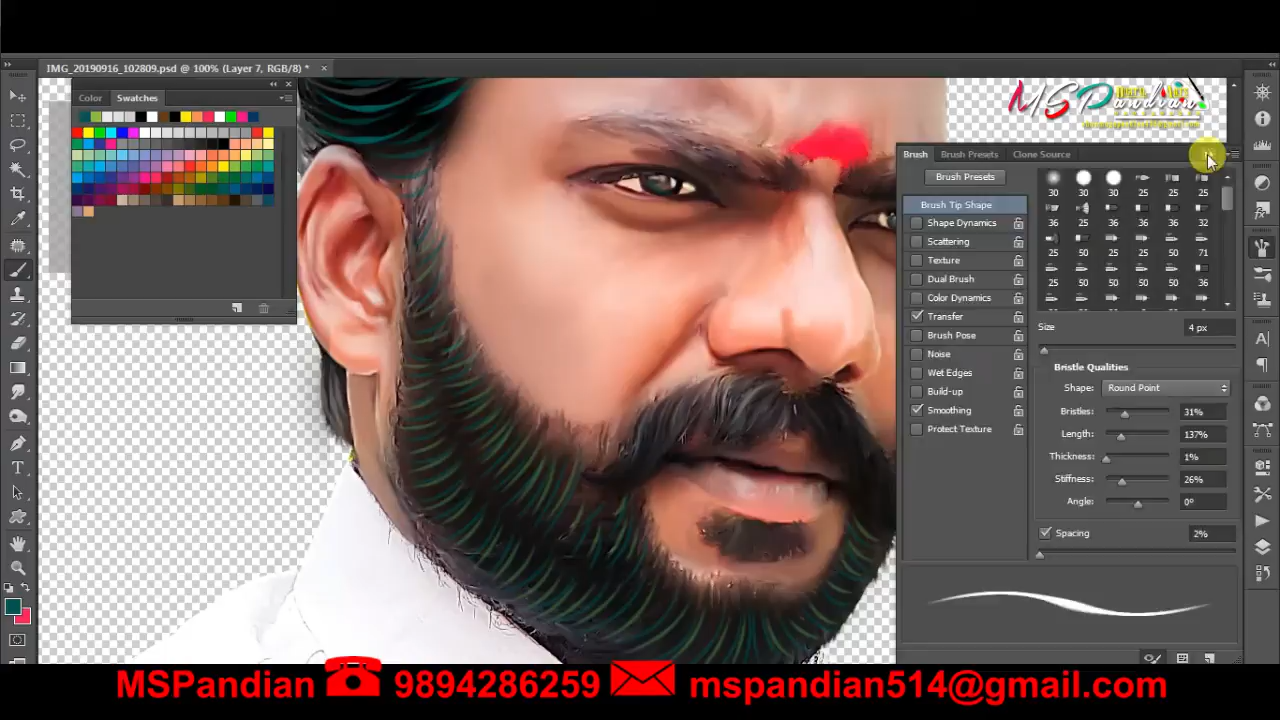 IMG_20190916_102809.psd @ 100% (Layer 7, RGB/8) * ×
Color Swatches
MSPandian
Brush Brush Presets Clone Source
Brush Presets
Brush Tip Shape
Shape Dynamics
Scattering
Texture
Dual Brush
Color Dynamics
Transfer
Brush Pose
Noise
Wet Edges
Build-up
Smoothing
Protect Texture
30 30 30 25 25 25
36 25 36 36 36 32
25 50 25 25 50 71
25 50 50 50 50 36
Size 4 px
Bristle Qualities
Shape: Round Point
Bristles: 31%
Length: 137%
Thickness: 1%
Stiffness: 26%
Angle: 0º
Spacing 2%
MSPandian 9894286259 mspandian514@gmail.com